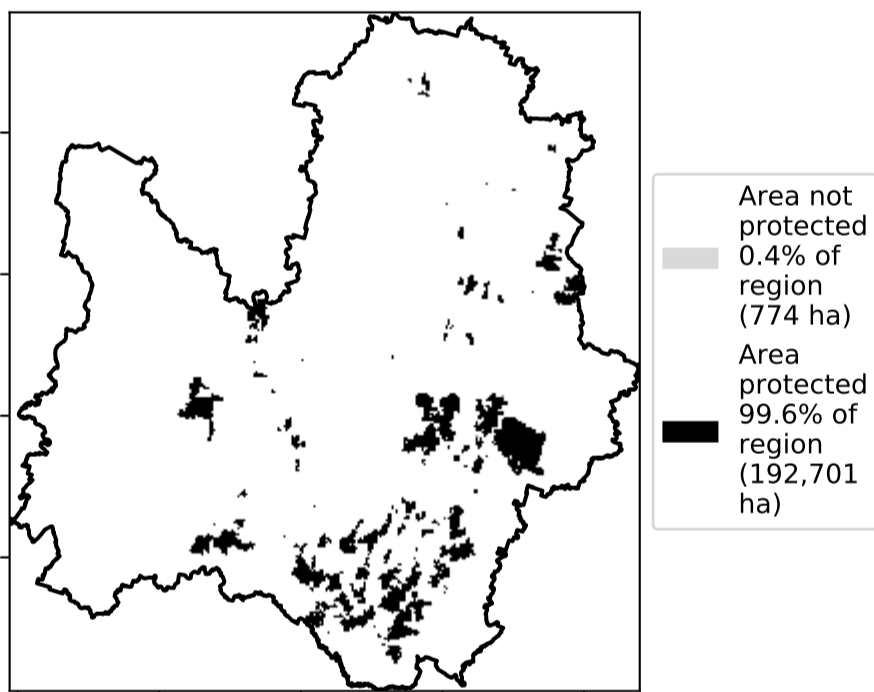 Area not
protected
0.4% of
region
(774 ha)
Area
protected
99.6% of
region
(192,701
ha)